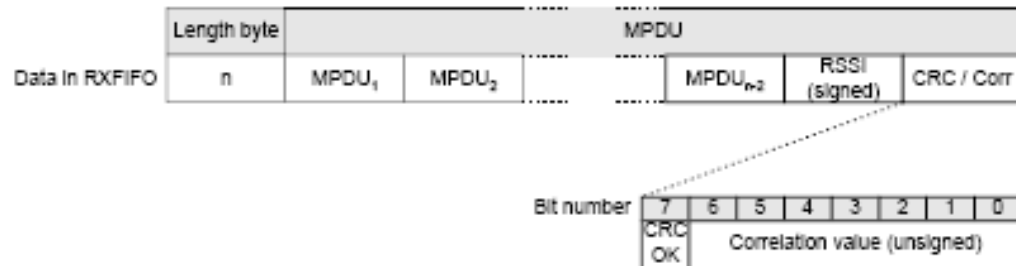 Length byte MPDU
Data in RXFIFO n MPDU₁ MPDU₂ MPDUₙ₋₂ RSSI (signed) CRC / Corr
Bit number 7 6 5 4 3 2 1 0
CRC OK Correlation value (unsigned)